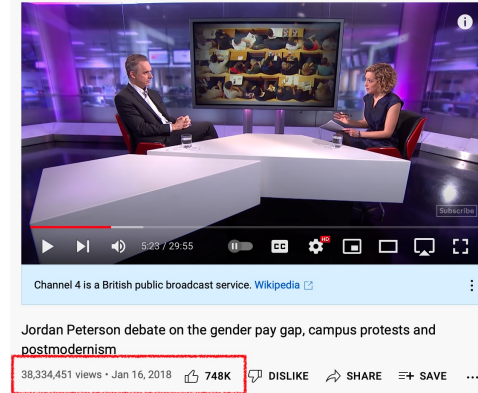 Subscribe
5:23 / 29:55
CC
HD
Channel 4 is a British public broadcast service. Wikipedia
Jordan Peterson debate on the gender pay gap, campus protests and
postmodernism
38,334,451 views • Jan 16, 2018 748K DISLIKE SHARE SAVE